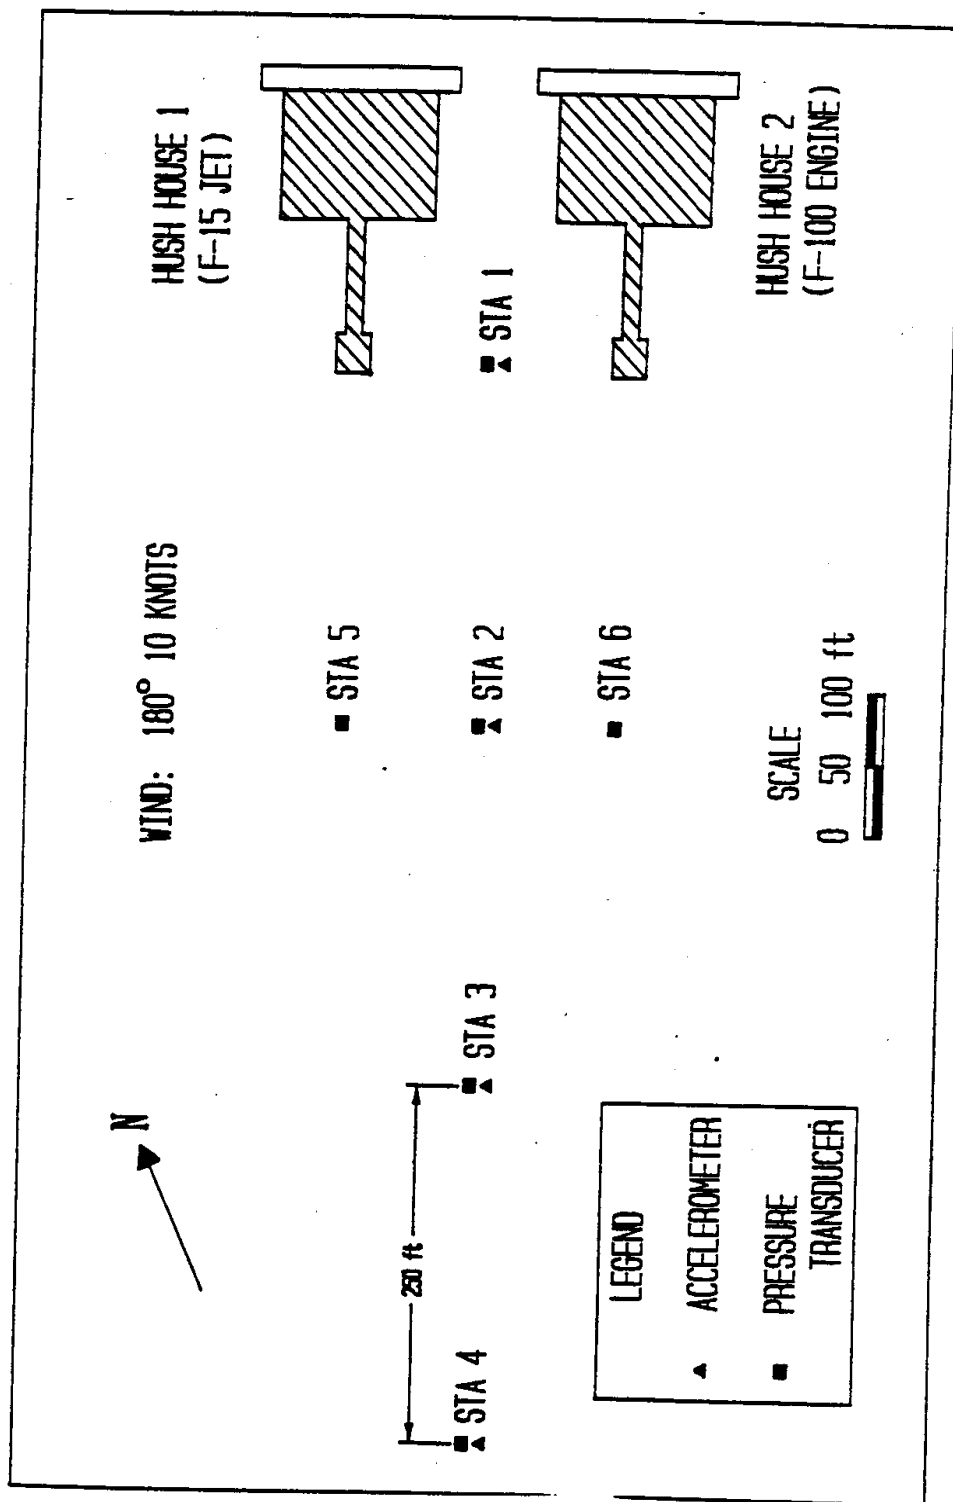 HUSH HOUSE 1
(F-15 JET)
HUSH HOUSE 2
(F-100 ENGINE)
STA 1
WIND: 180° 10 KNOTS
STA 5
STA 2
STA 6
SCALE
0 50 100 ft
STA 3
N
250 ft
STA 4
LEGEND
ACCELEROMETER
PRESSURE
TRANSDUCER